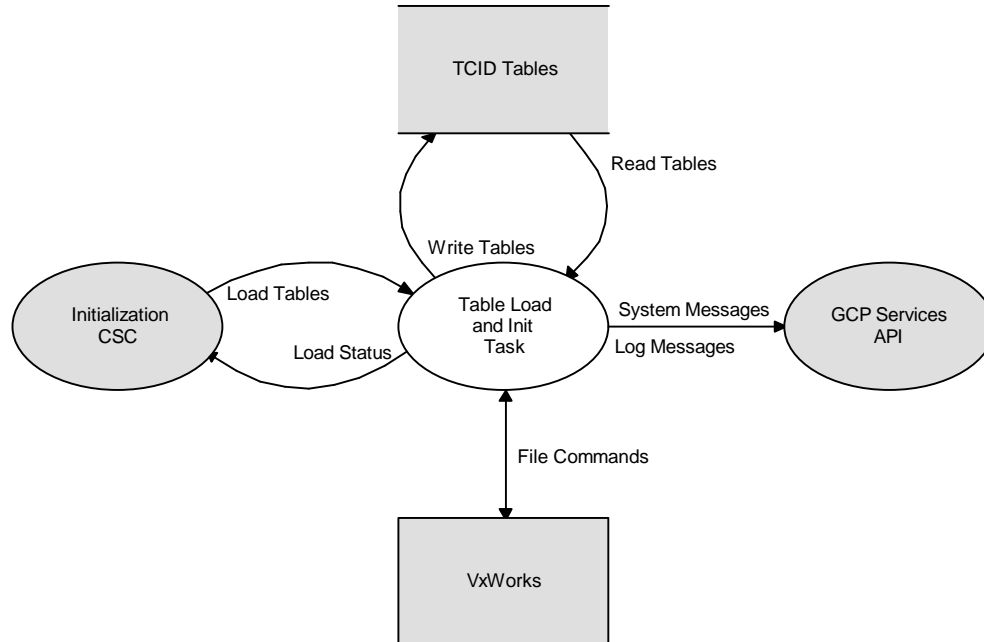 TCID Tables
Read Tables
Write Tables
Load Tables
Initialization
CSC
Load Status
Table Load
and Init
Task
System Messages
Log Messages
GCP Services
API
File Commands
VxWorks